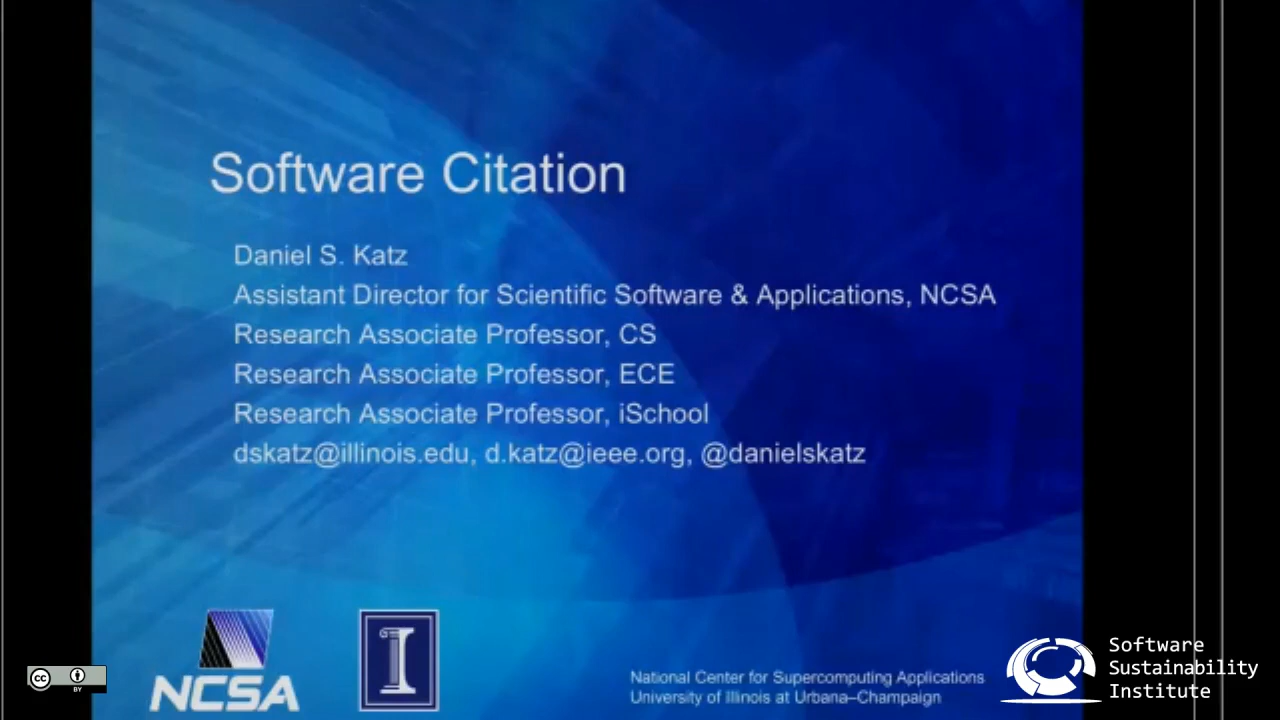 Software Citation
Daniel S. Katz
Assistant Director for Scientific Software & Applications, NCSA
Research Associate Professor, CS
Research Associate Professor, ECE
Research Associate Professor, iSchool
dskatz@illinois.edu, d.katz@ieee.org, @danielskatz
cc
BY
NCSA
I
National Center for Supercomputing Applications
University of Illinois at Urbana–Champaign
Software
Sustainability
Institute